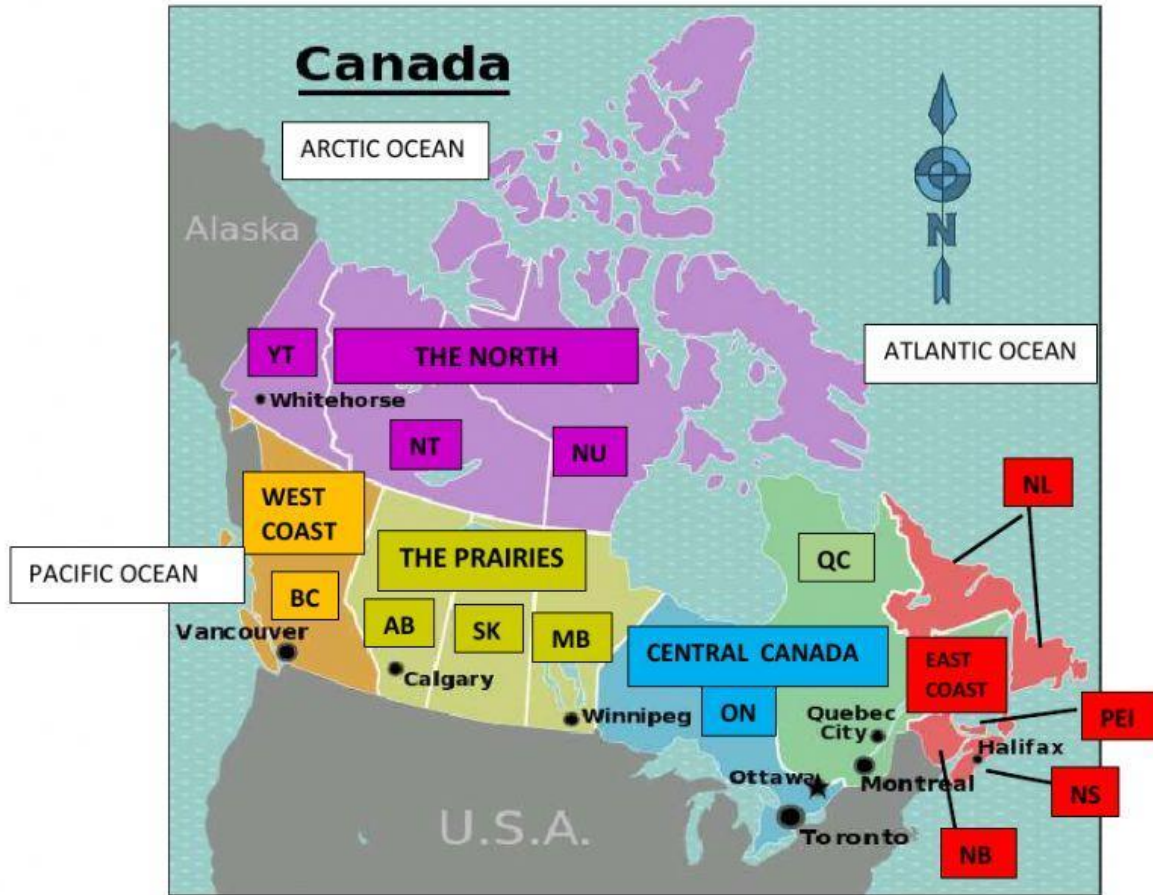 Canada
ARCTIC OCEAN
Alaska
N
ATLANTIC OCEAN
YT
THE NORTH
Whitehorse
NT
NU
NL
WEST
COAST
THE PRAIRIES
QC
PACIFIC OCEAN
BC
AB
SK
MB
Vancouver
CENTRAL CANADA
EAST
COAST
Calgary
Winnipeg
ON
Quebec
City
PEI
Halifax
Ottawa
Montreal
NS
U.S.A.
Toronto
NB